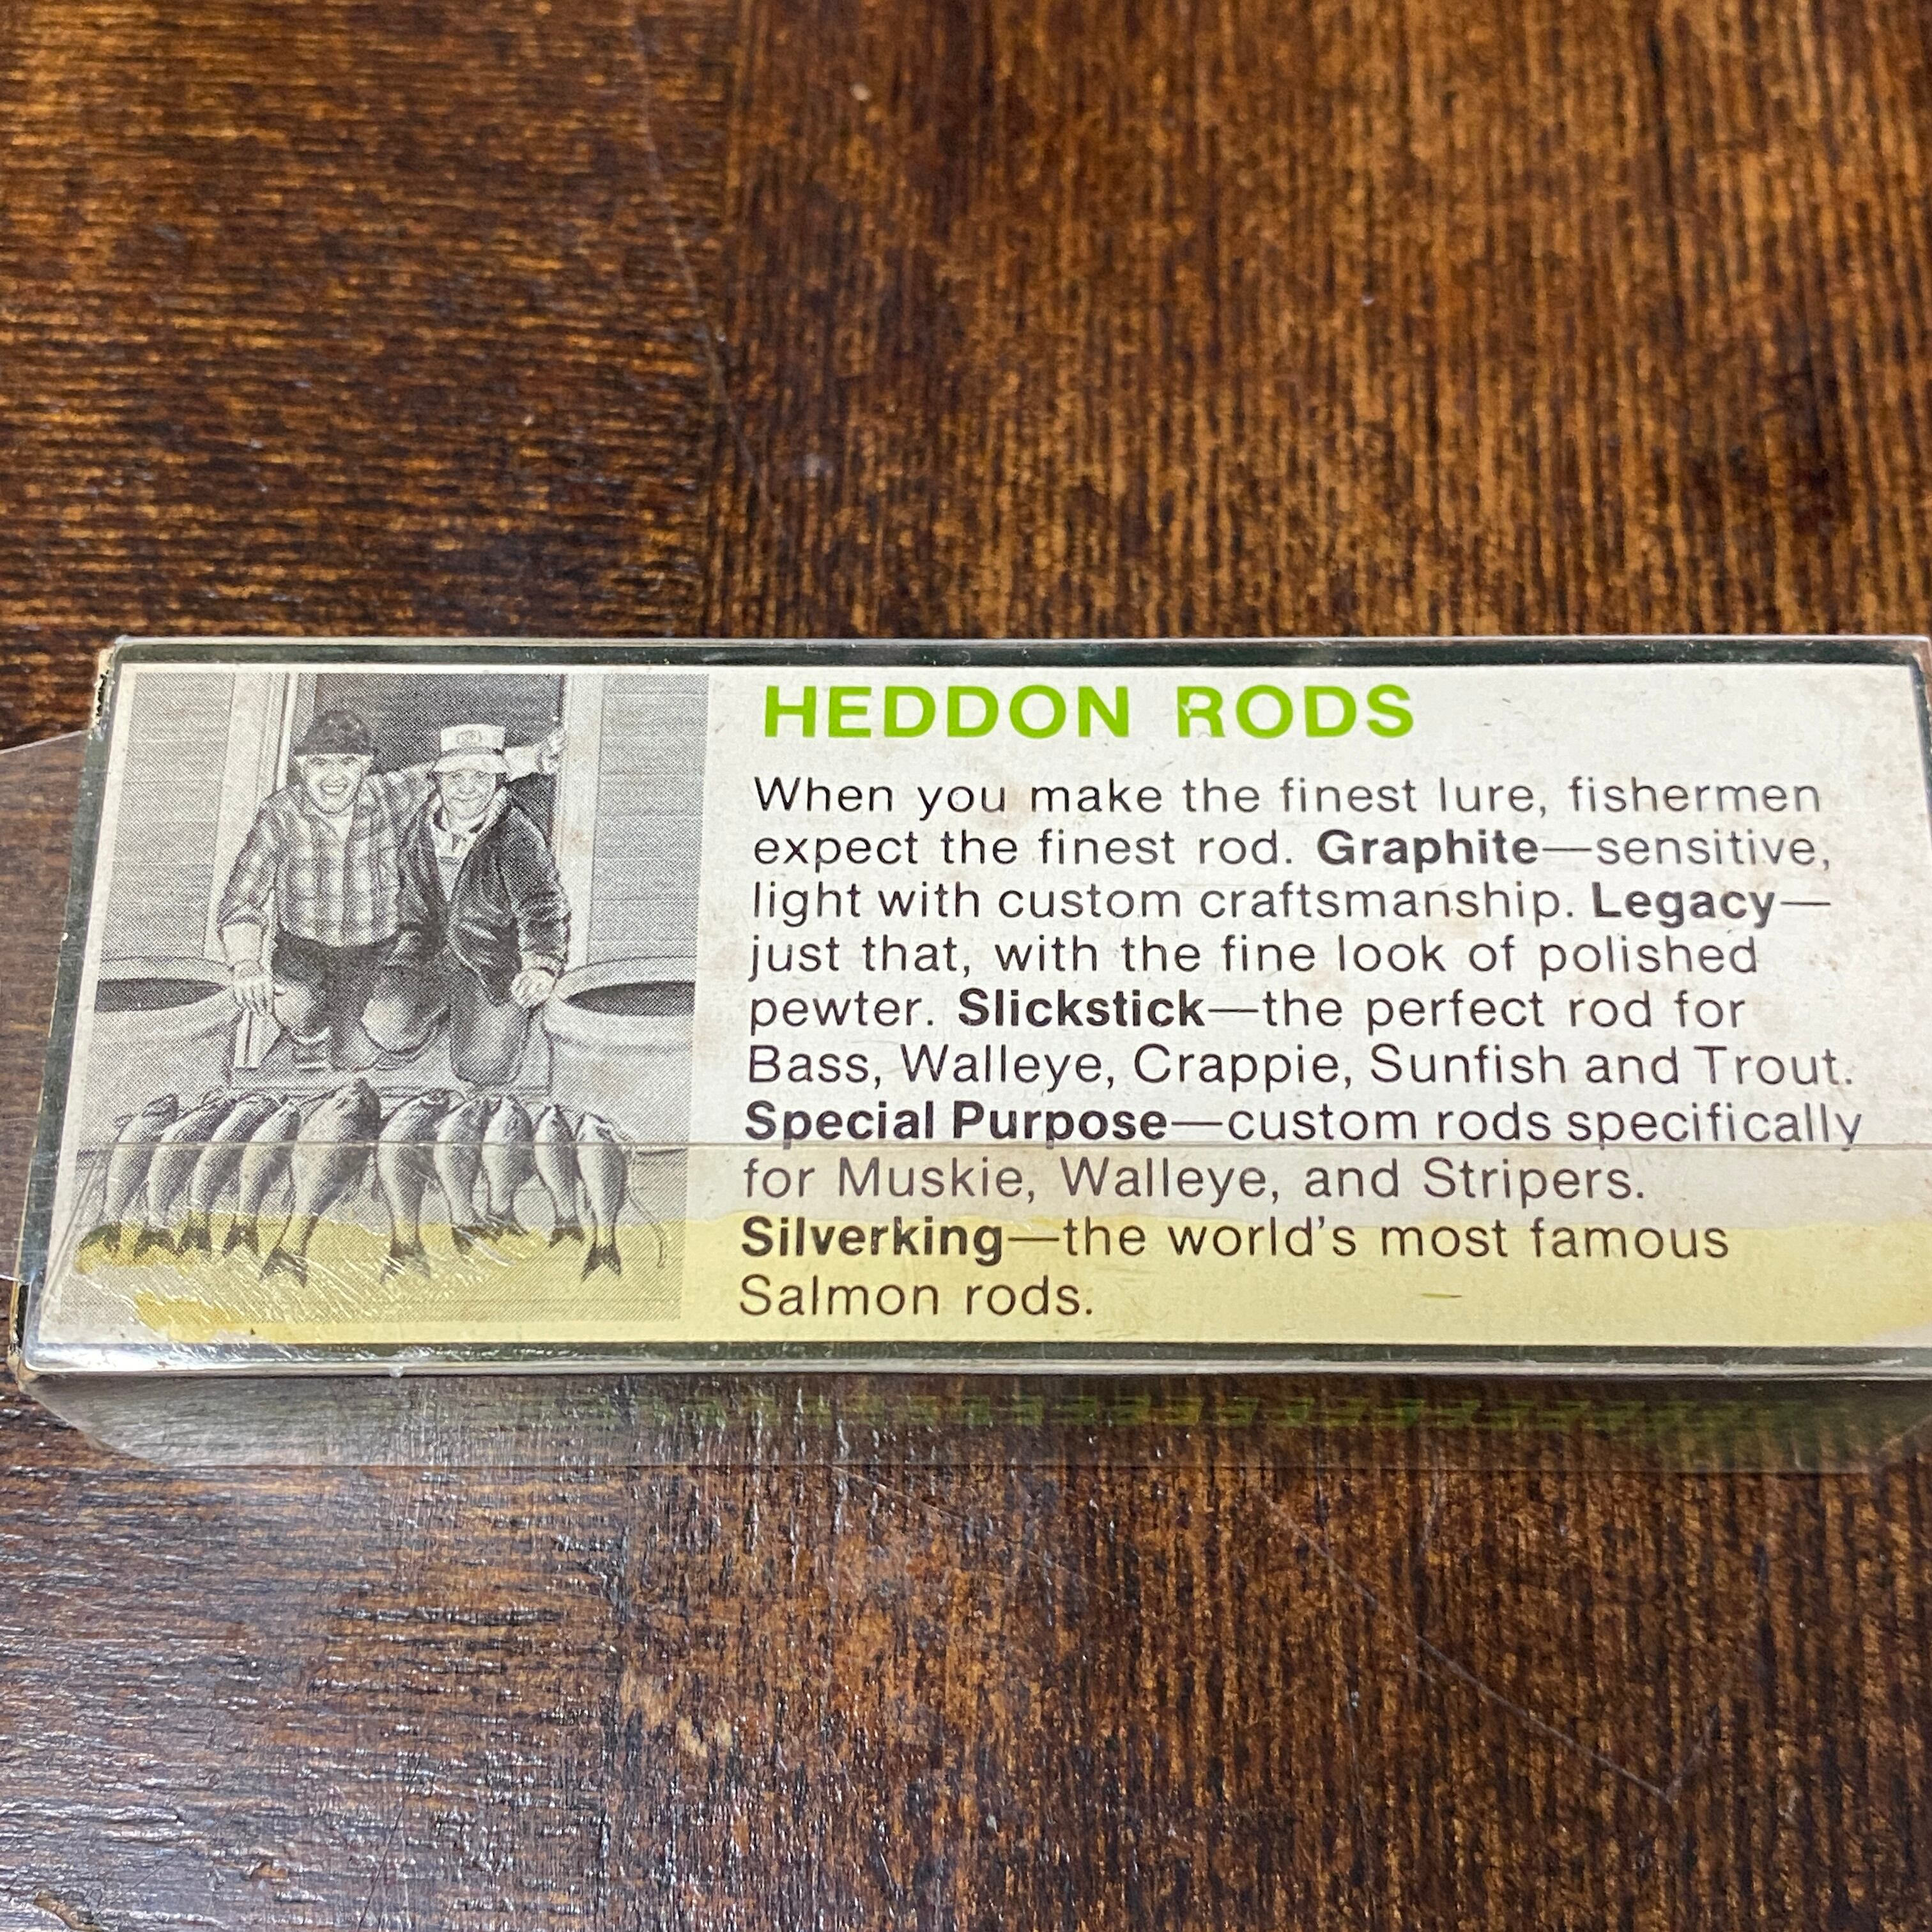 HEDDON RODS
When you make the finest lure, fishermen
expect the finest rod. Graphite—sensitive,
light with custom craftsmanship. Legacy—
just that, with the fine look of polished
pewter. Slickstick—the perfect rod for
Bass, Walleye, Crappie, Sunfish and Trout.
Special Purpose—custom rods specifically
for Muskie, Walleye, and Stripers.
Silverking—the world's most famous
Salmon rods.